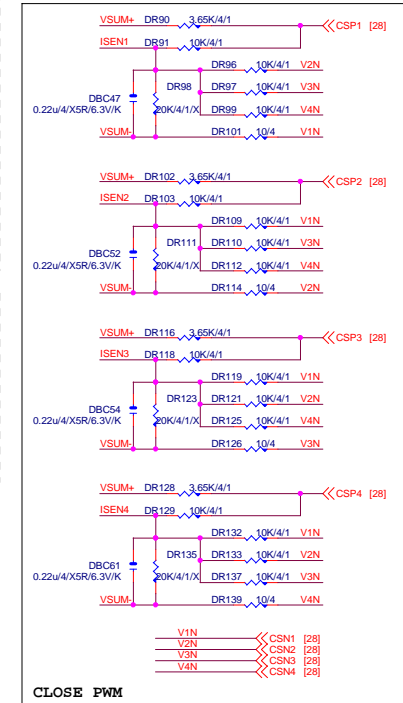 VSUM+ DR90 3.65K/4/1 CSP1 [28]
ISEN1 DR91 10K/4/1
DR96 10K/4/1 V2N
DR98 DR97 10K/4/1 V3N
DBC47
0.22u/4/X5R/6.3V/K 20K/4/1/X DR99 10K/4/1 V4N
VSUM- DR101 10/4 V1N
VSUM+ DR102 3.65K/4/1 CSP2 [28]
ISEN2 DR103 10K/4/1
DR109 10K/4/1 V1N
DR111 DR110 10K/4/1 V3N
DBC52
0.22u/4/X5R/6.3V/K 20K/4/1/X DR112 10K/4/1 V4N
VSUM- DR114 10/4 V2N
VSUM+ DR116 3.65K/4/1 CSP3 [28]
ISEN3 DR118 10K/4/1
DR119 10K/4/1 V1N
DR123 DR121 10K/4/1 V2N
DBC54
0.22u/4/X5R/6.3V/K 20K/4/1/X DR125 10K/4/1 V4N
VSUM- DR126 10/4 V3N
VSUM+ DR128 3.65K/4/1 CSP4 [28]
ISEN4 DR129 10K/4/1
DR132 10K/4/1 V1N
DR135 DR133 10K/4/1 V2N
DBC61
0.22u/4/X5R/6.3V/K 20K/4/1/X DR137 10K/4/1 V3N
VSUM- DR139 10/4 V4N
V1N CSN1 [28]
V2N CSN2 [28]
V3N CSN3 [28]
V4N CSN4 [28]
CLOSE PWM